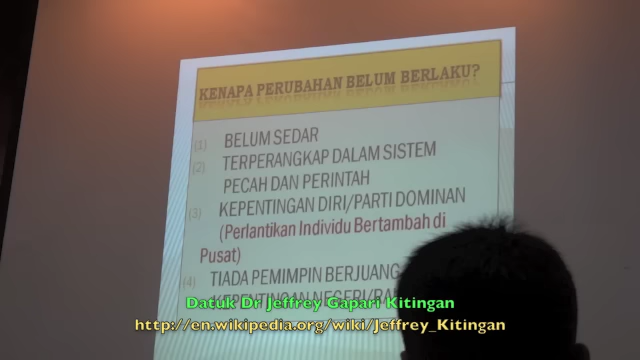 KENAPA PERUBAHAN BELUM BERLAKU?
(1) BELUM SEDAR
(2) TERPERANGKAP DALAM SISTEM
PECAH DAN PERINTAH
(3) KEPENTINGAN DIRI/PARTI DOMINAN
(Perlantikan Individu Bertambah di
Pusat)
(4) TIADA PEMIMPIN BERJUANG
KEPENTINGAN NEGERI/
Datuk Dr Jeffrey Gapari Kitingan
http://en.wikipedia.org/wiki/Jeffrey_Kitingan